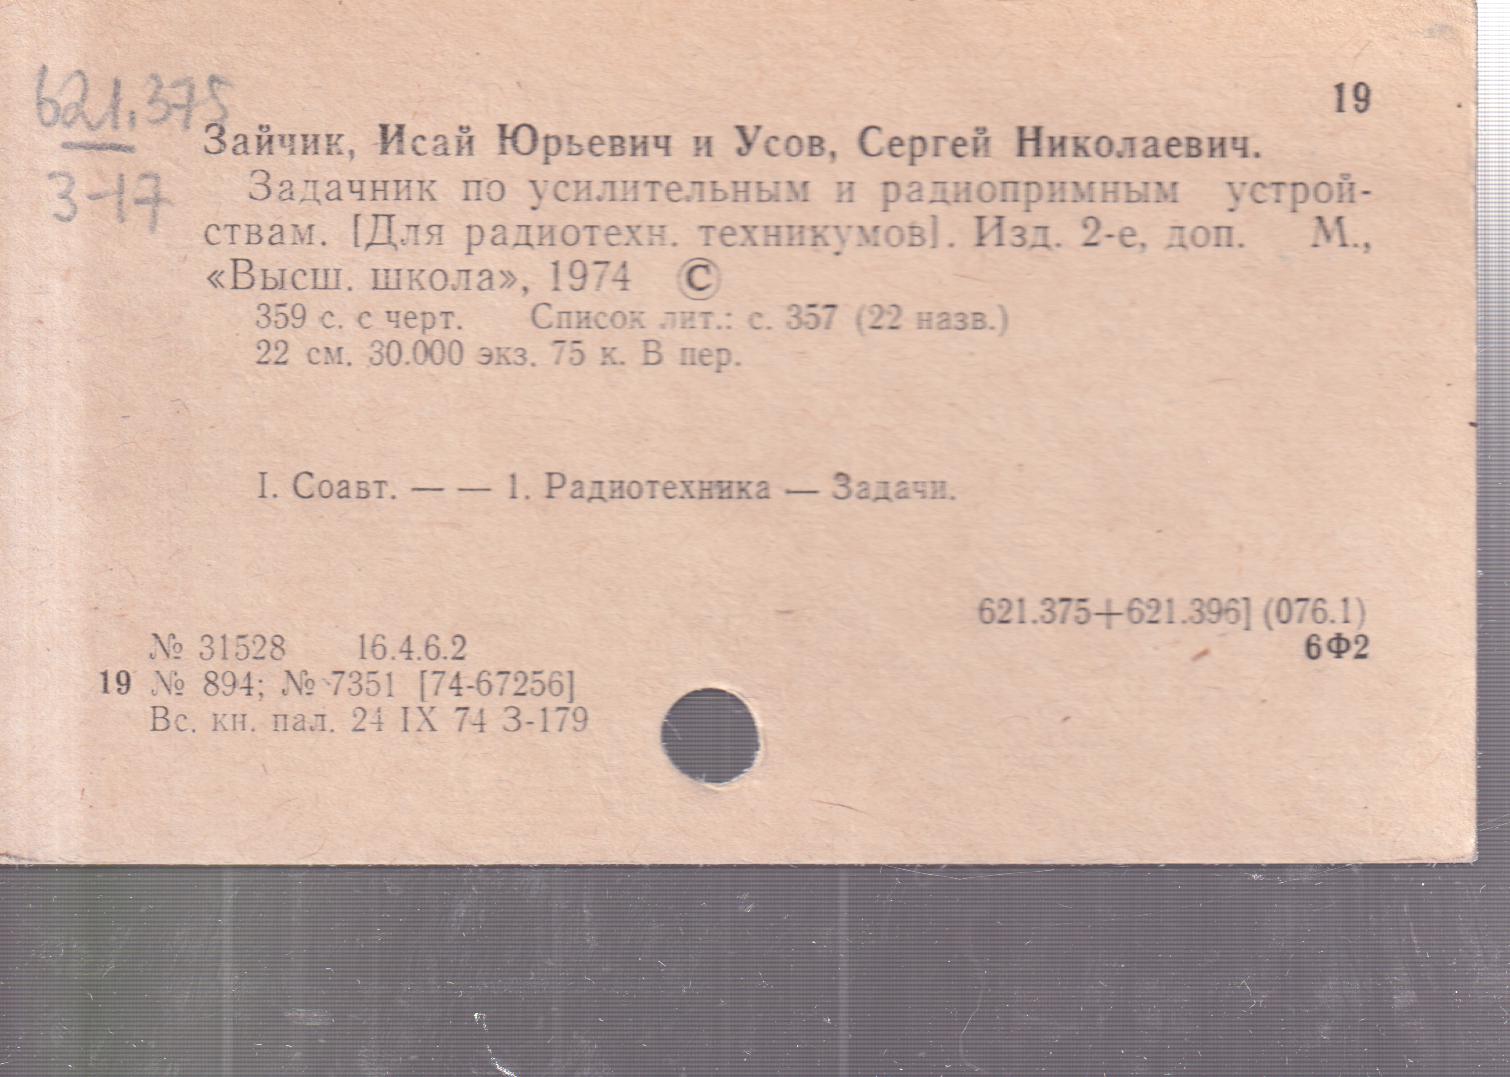 19
621.375
З-17
Зайчик, Исай Юрьевич и Усов, Сергей Николаевич.
Задачник по усилительным и радиопримным устрой-
ствам. [Для радиотехн. техникумов]. Изд. 2-е, доп. М.,
«Высш. школа», 1974 ©
359 с. с черт. Список лит.: с. 357 (22 назв.)
22 см. 30.000 экз. 75 к. В пер.
I. Соавт. — — 1. Радиотехника — Задачи.
621.375+621.396] (076.1)
6Ф2
№ 31528 16.4.6.2
19 № 894; № 7351 [74-67256]
Вс. кн. пал. 24 IX 74 З-179